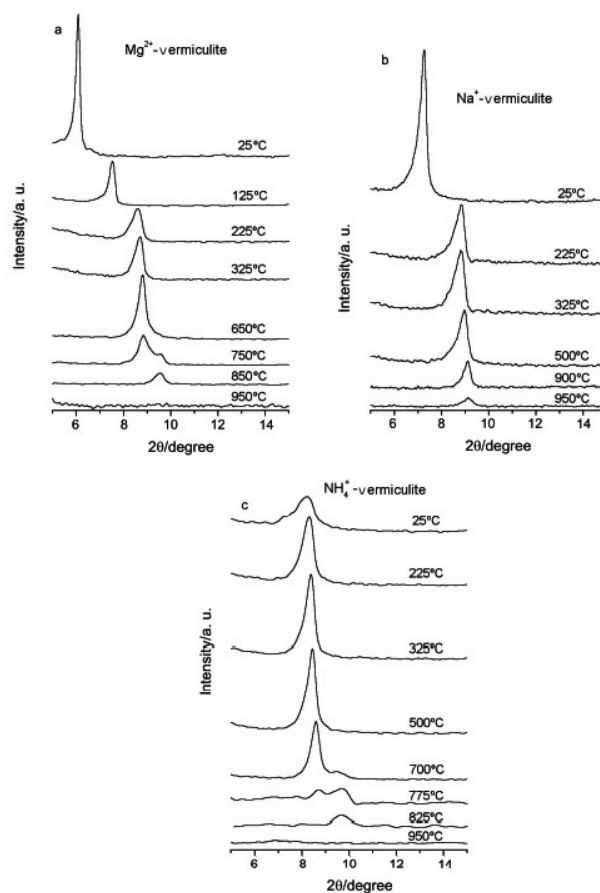 a
Mg²⁺-vermiculite
25°C
125°C
225°C
325°C
650°C
750°C
850°C
950°C
Intensity/a. u.
6 8 10 12 14
2θ/degree
b
Na⁺-vermiculite
25°C
225°C
325°C
500°C
900°C
950°C
Intensity/a. u.
6 8 10 12 14
2θ/degree
c
NH₄⁺-vermiculite
25°C
225°C
325°C
500°C
700°C
775°C
825°C
950°C
Intensity/a. u.
6 8 10 12 14
2θ/degree